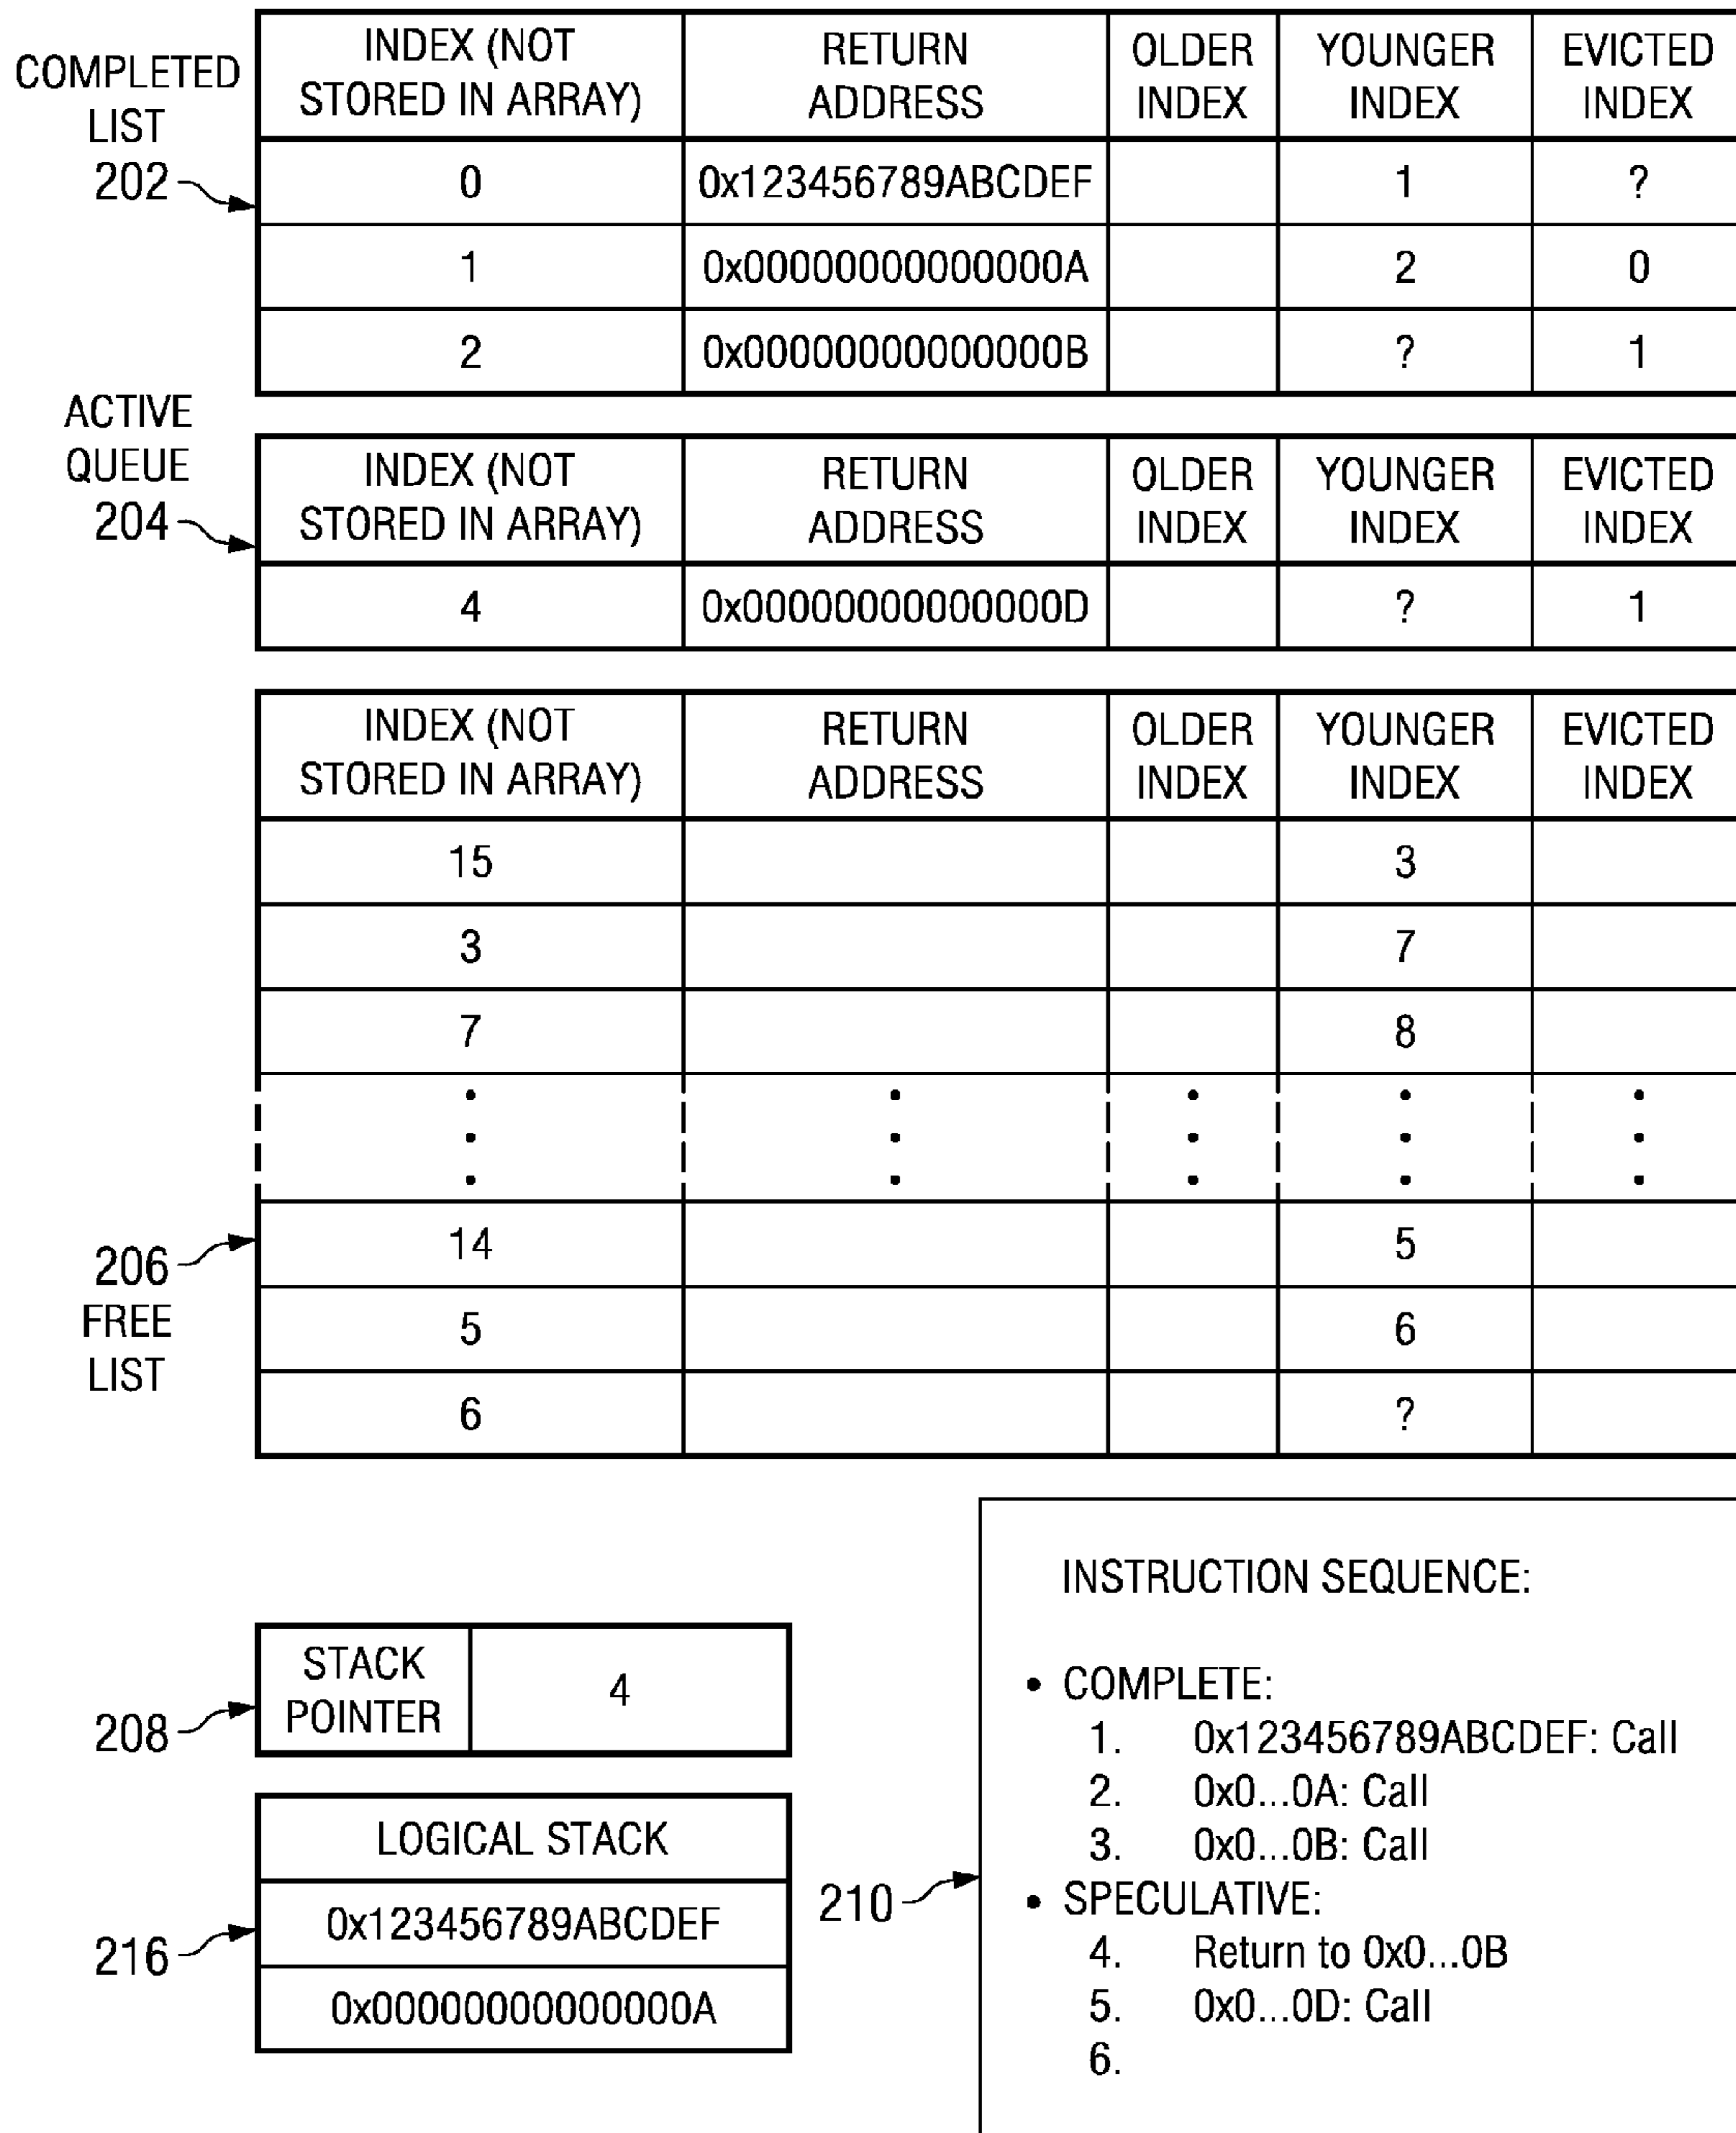 COMPLETED LIST
202
INDEX (NOT STORED IN ARRAY) RETURN ADDRESS OLDER INDEX YOUNGER INDEX EVICTED INDEX
0 0x123456789ABCDEF 1 ?
1 0x00000000000000A 2 0
2 0x00000000000000B ? 1
ACTIVE QUEUE
204
INDEX (NOT STORED IN ARRAY) RETURN ADDRESS OLDER INDEX YOUNGER INDEX EVICTED INDEX
4 0x00000000000000D ? 1
INDEX (NOT STORED IN ARRAY) RETURN ADDRESS OLDER INDEX YOUNGER INDEX EVICTED INDEX
15 3
3 7
7 8
14 5
5 6
6 ?
206
FREE LIST
STACK POINTER 4
208
LOGICAL STACK
0x123456789ABCDEF
0x00000000000000A
216
210
INSTRUCTION SEQUENCE:
• COMPLETE:
1. 0x123456789ABCDEF: Call
2. 0x0...0A: Call
3. 0x0...0B: Call
• SPECULATIVE:
4. Return to 0x0...0B
5. 0x0...0D: Call
6.